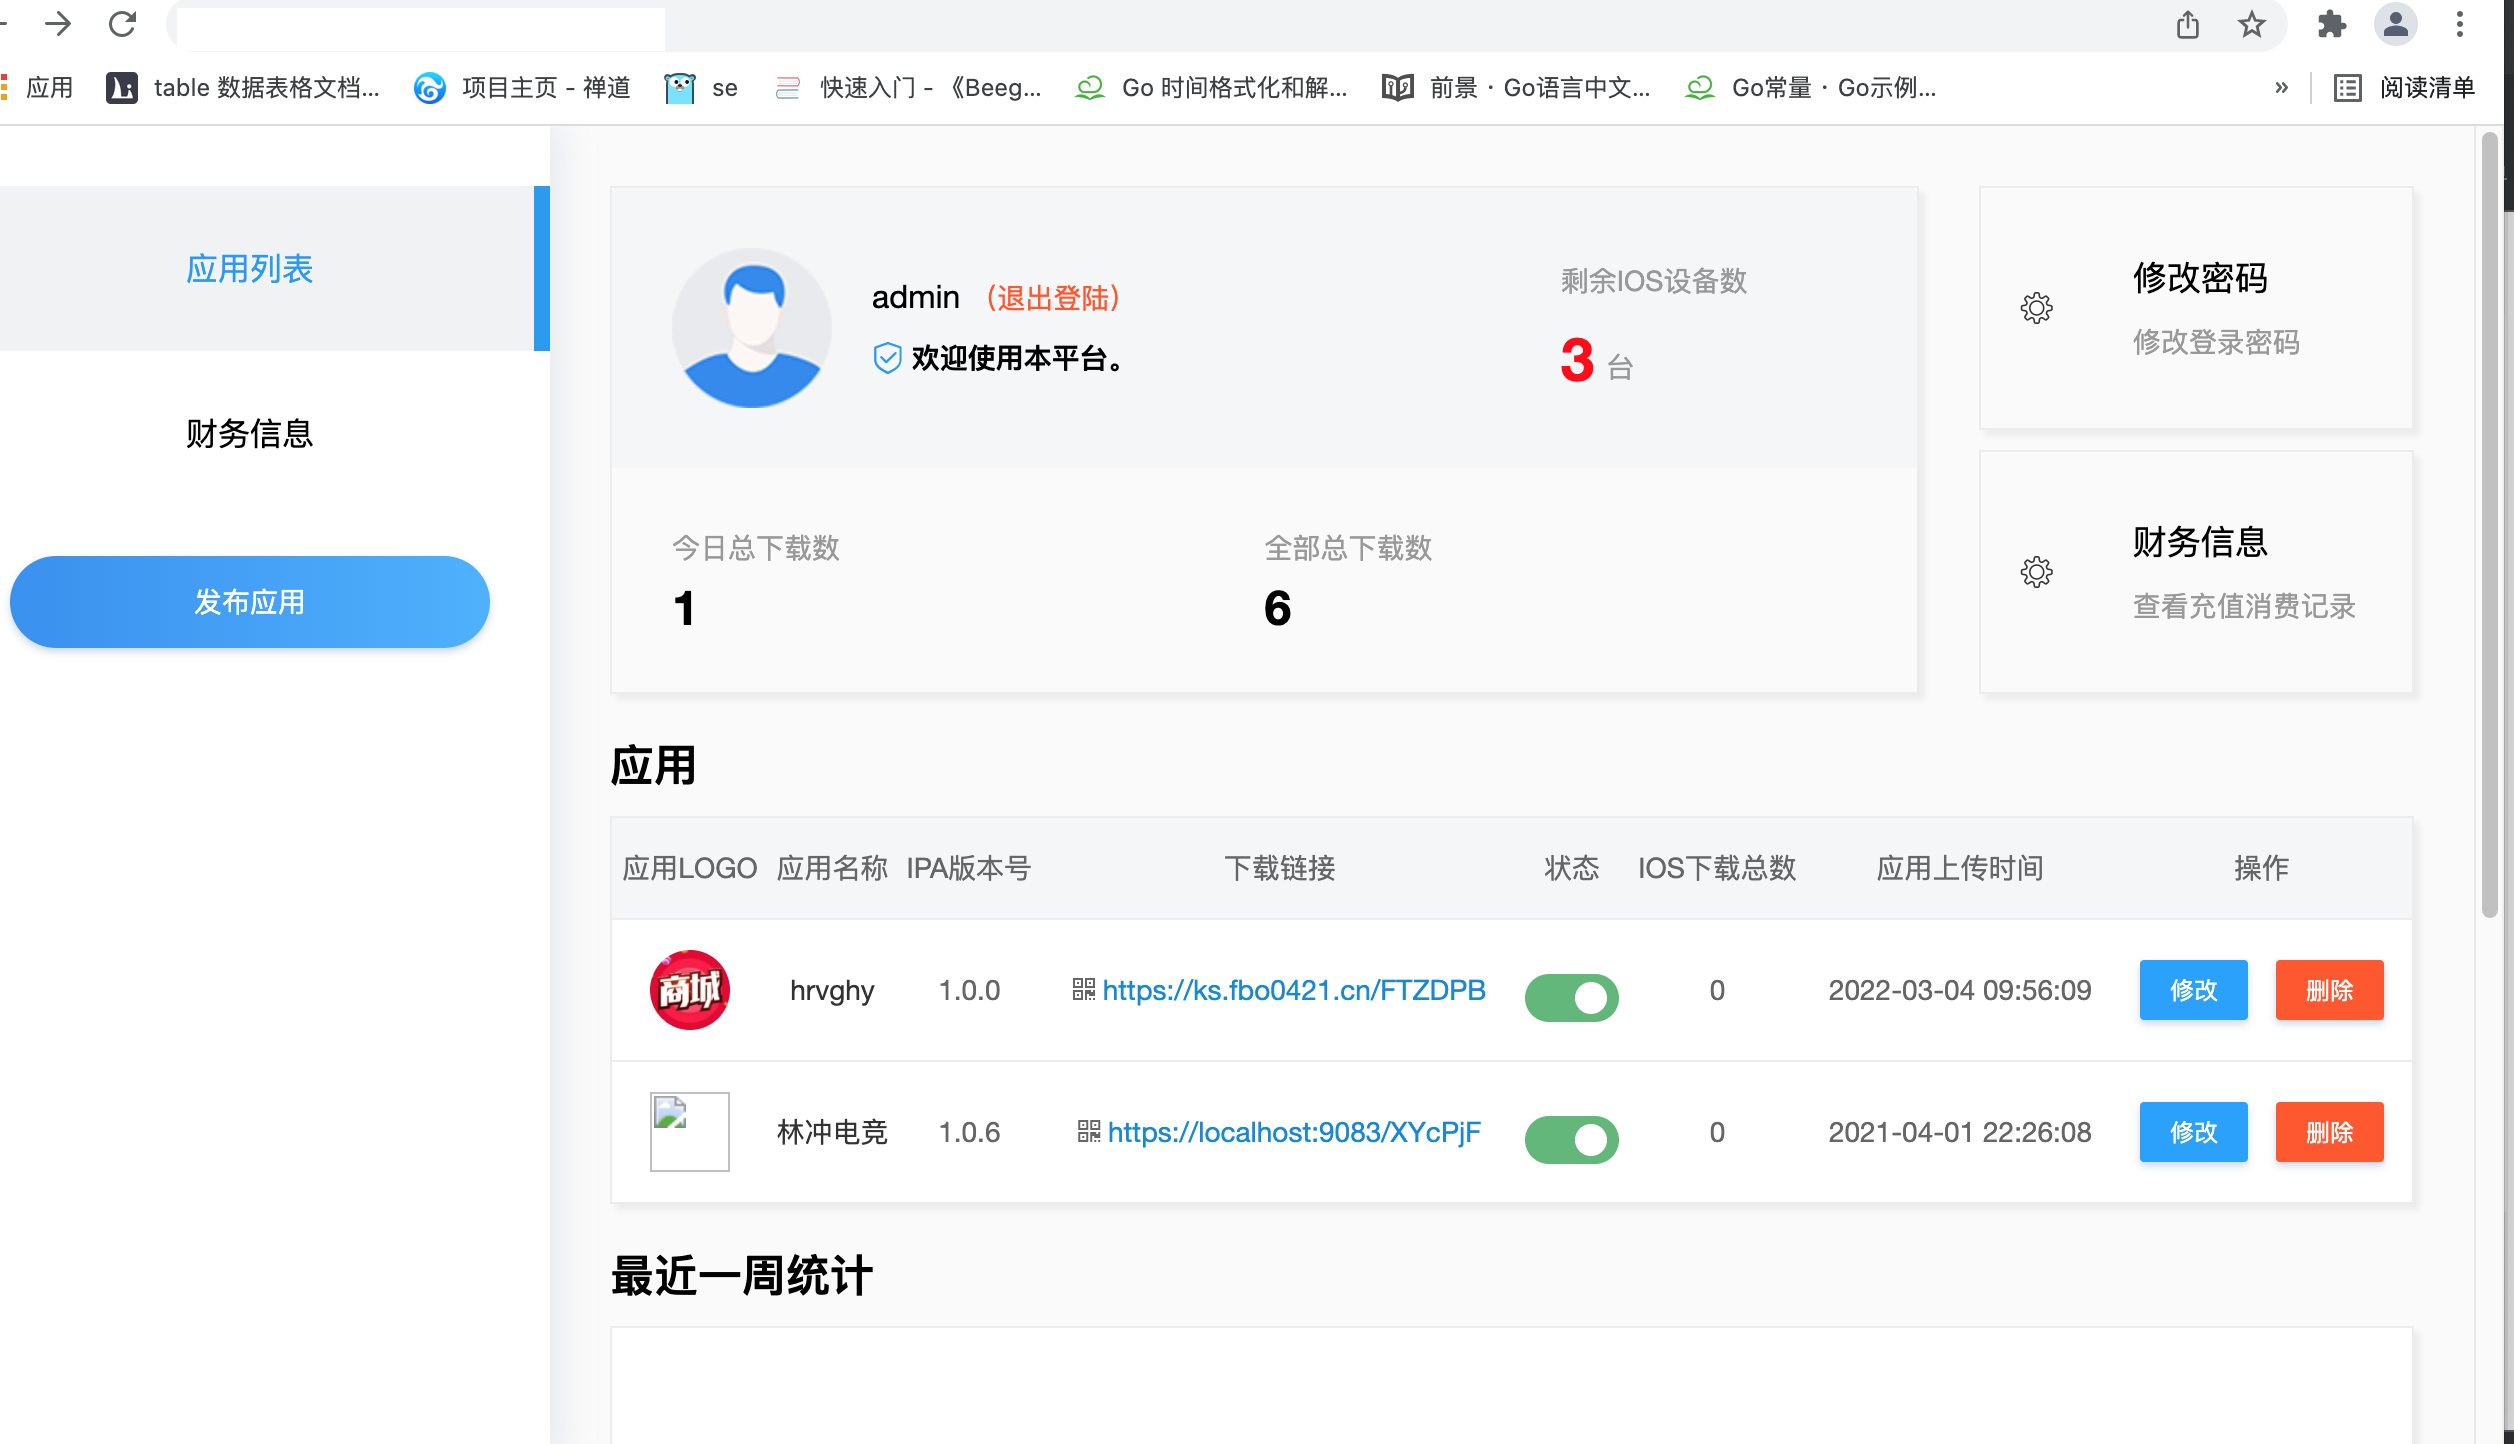 应用
table 数据表格文档...
项目主页 - 禅道
se
快速入门 - 《Beeg...
Go 时间格式化和解...
前景 · Go语言中文...
Go常量 · Go示例...
»
阅读清单
应用列表
财务信息
发布应用
admin （退出登陆）
欢迎使用本平台。
剩余IOS设备数
3 台
今日总下载数
1
全部总下载数
6
修改密码
修改登录密码
财务信息
查看充值消费记录
应用
应用LOGO 应用名称 IPA版本号 下载链接 状态 IOS下载总数 应用上传时间 操作
商城 hrvghy 1.0.0 https://ks.fbo0421.cn/FTZDPB 0 2022-03-04 09:56:09 修改 删除
林冲电竞 1.0.6 https://localhost:9083/XYcPjF 0 2021-04-01 22:26:08 修改 删除
最近一周统计